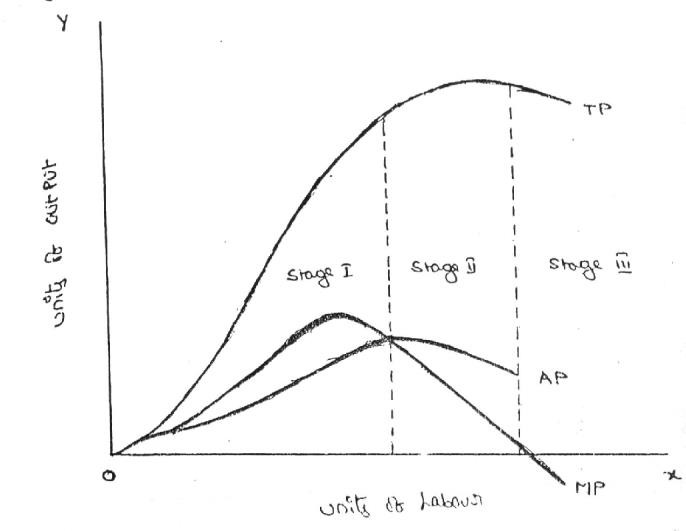 Y
units of output
TP
Stage I
Stage II
Stage III
AP
MP
O
x
units of Labour